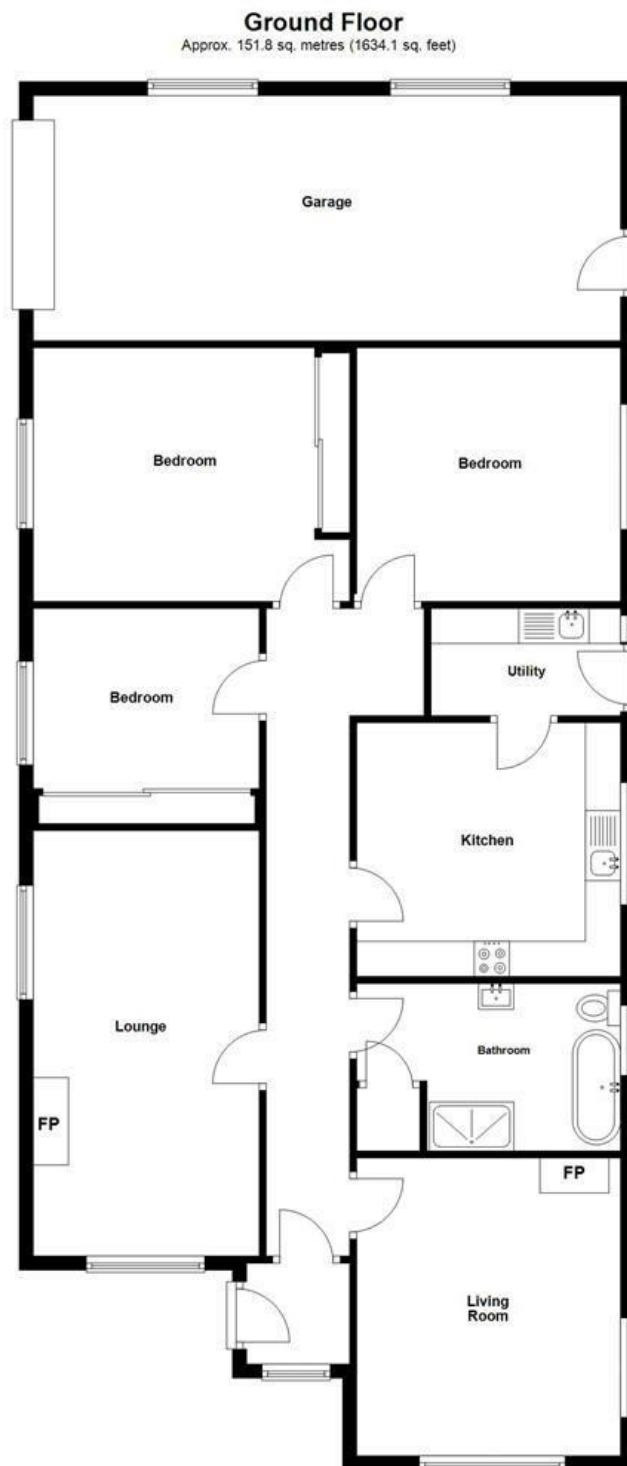 Ground Floor
Approx. 151.8 sq. metres (1634.1 sq. feet)
Garage
Bedroom
Bedroom
Bedroom
Utility
Kitchen
Lounge
Bathroom
FP
FP
Living
Room